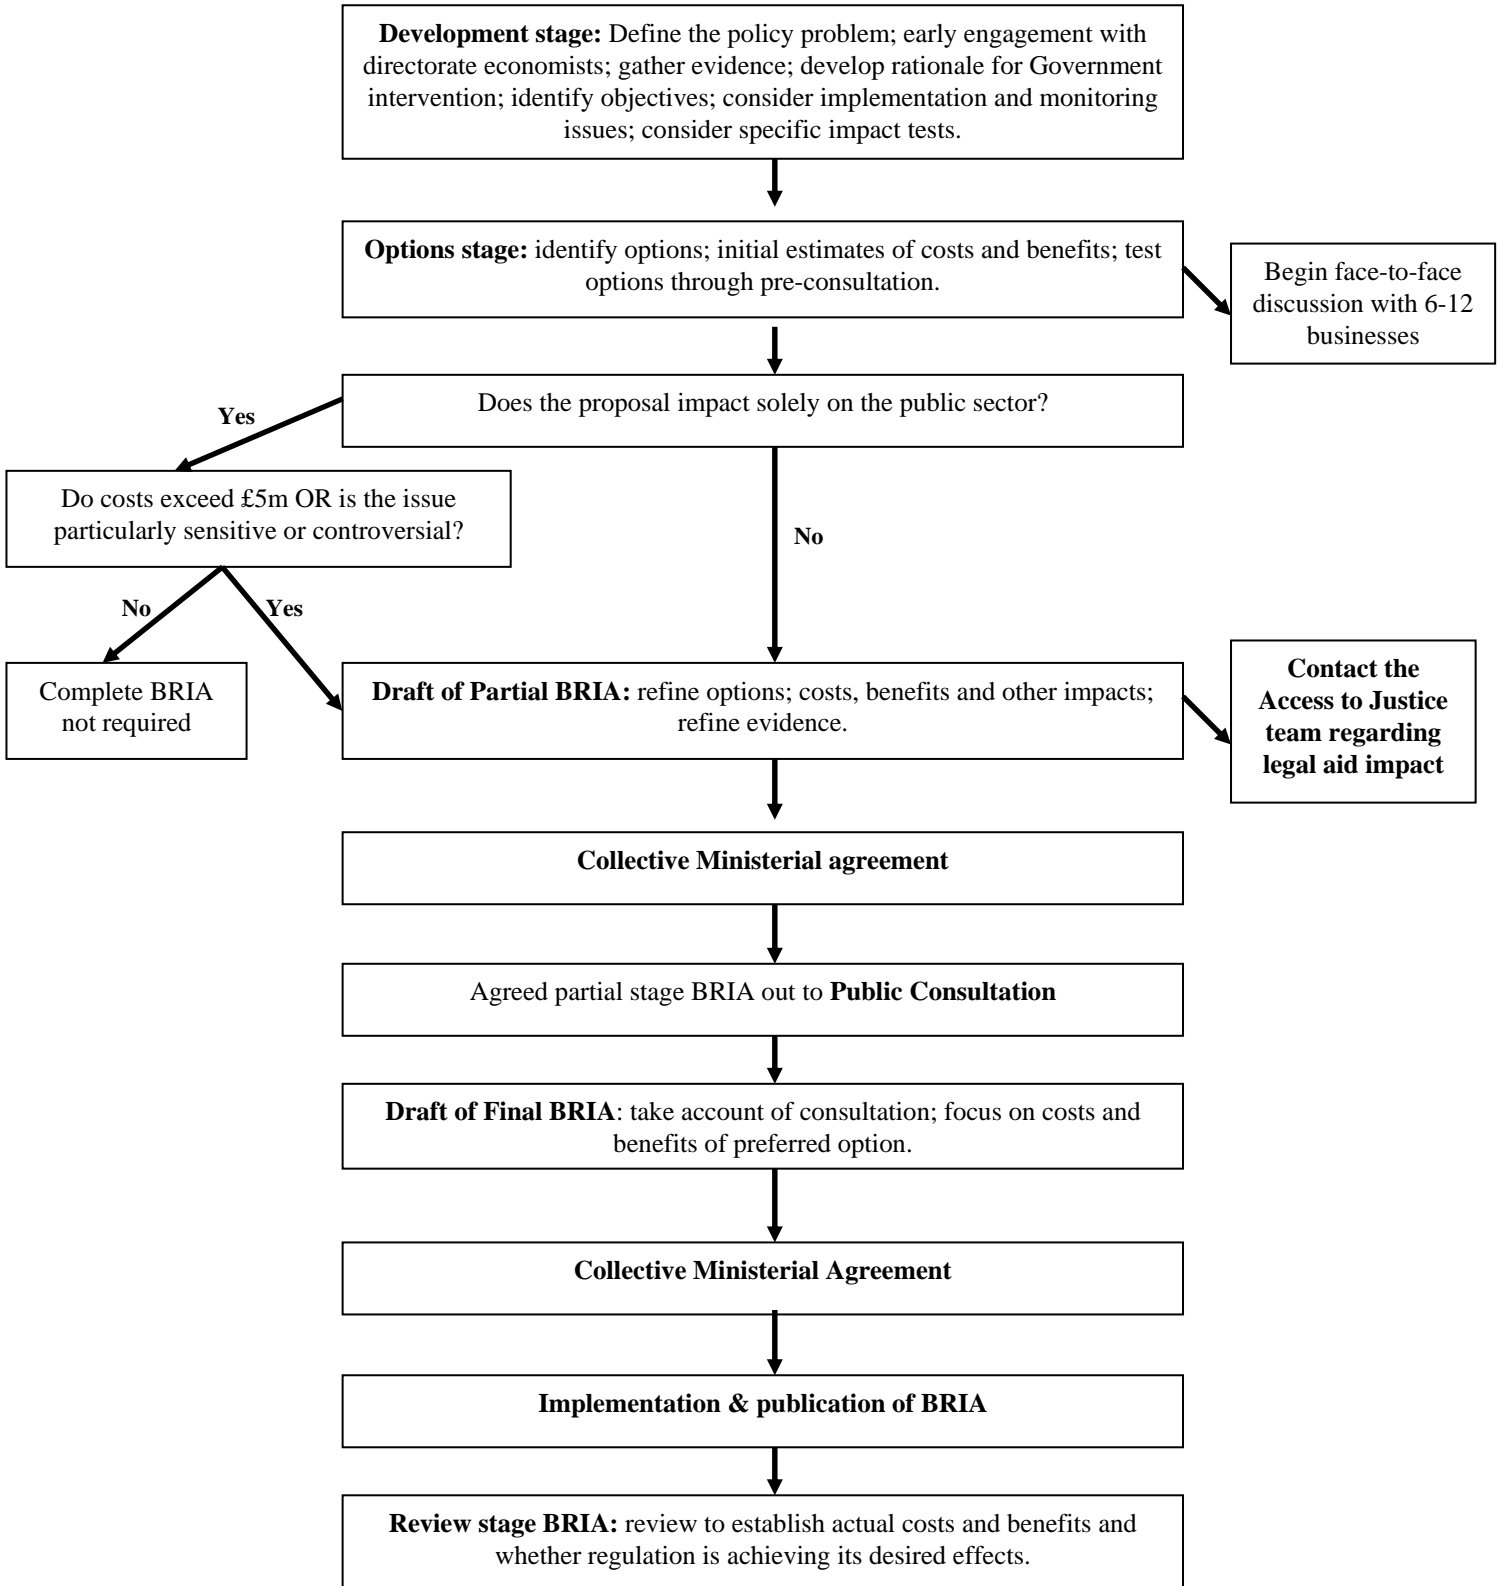 Development stage: Define the policy problem; early engagement with
directorate economists; gather evidence; develop rationale for Government
intervention; identify objectives; consider implementation and monitoring
issues; consider specific impact tests.
Options stage: identify options; initial estimates of costs and benefits; test
options through pre-consultation.
Begin face-to-face
discussion with 6-12
businesses
Does the proposal impact solely on the public sector?
Yes
Do costs exceed £5m OR is the issue
particularly sensitive or controversial?
No
No
Yes
Complete BRIA
not required
Draft of Partial BRIA: refine options; costs, benefits and other impacts;
refine evidence.
Contact the
Access to Justice
team regarding
legal aid impact
Collective Ministerial agreement
Agreed partial stage BRIA out to Public Consultation
Draft of Final BRIA: take account of consultation; focus on costs and
benefits of preferred option.
Collective Ministerial Agreement
Implementation & publication of BRIA
Review stage BRIA: review to establish actual costs and benefits and
whether regulation is achieving its desired effects.